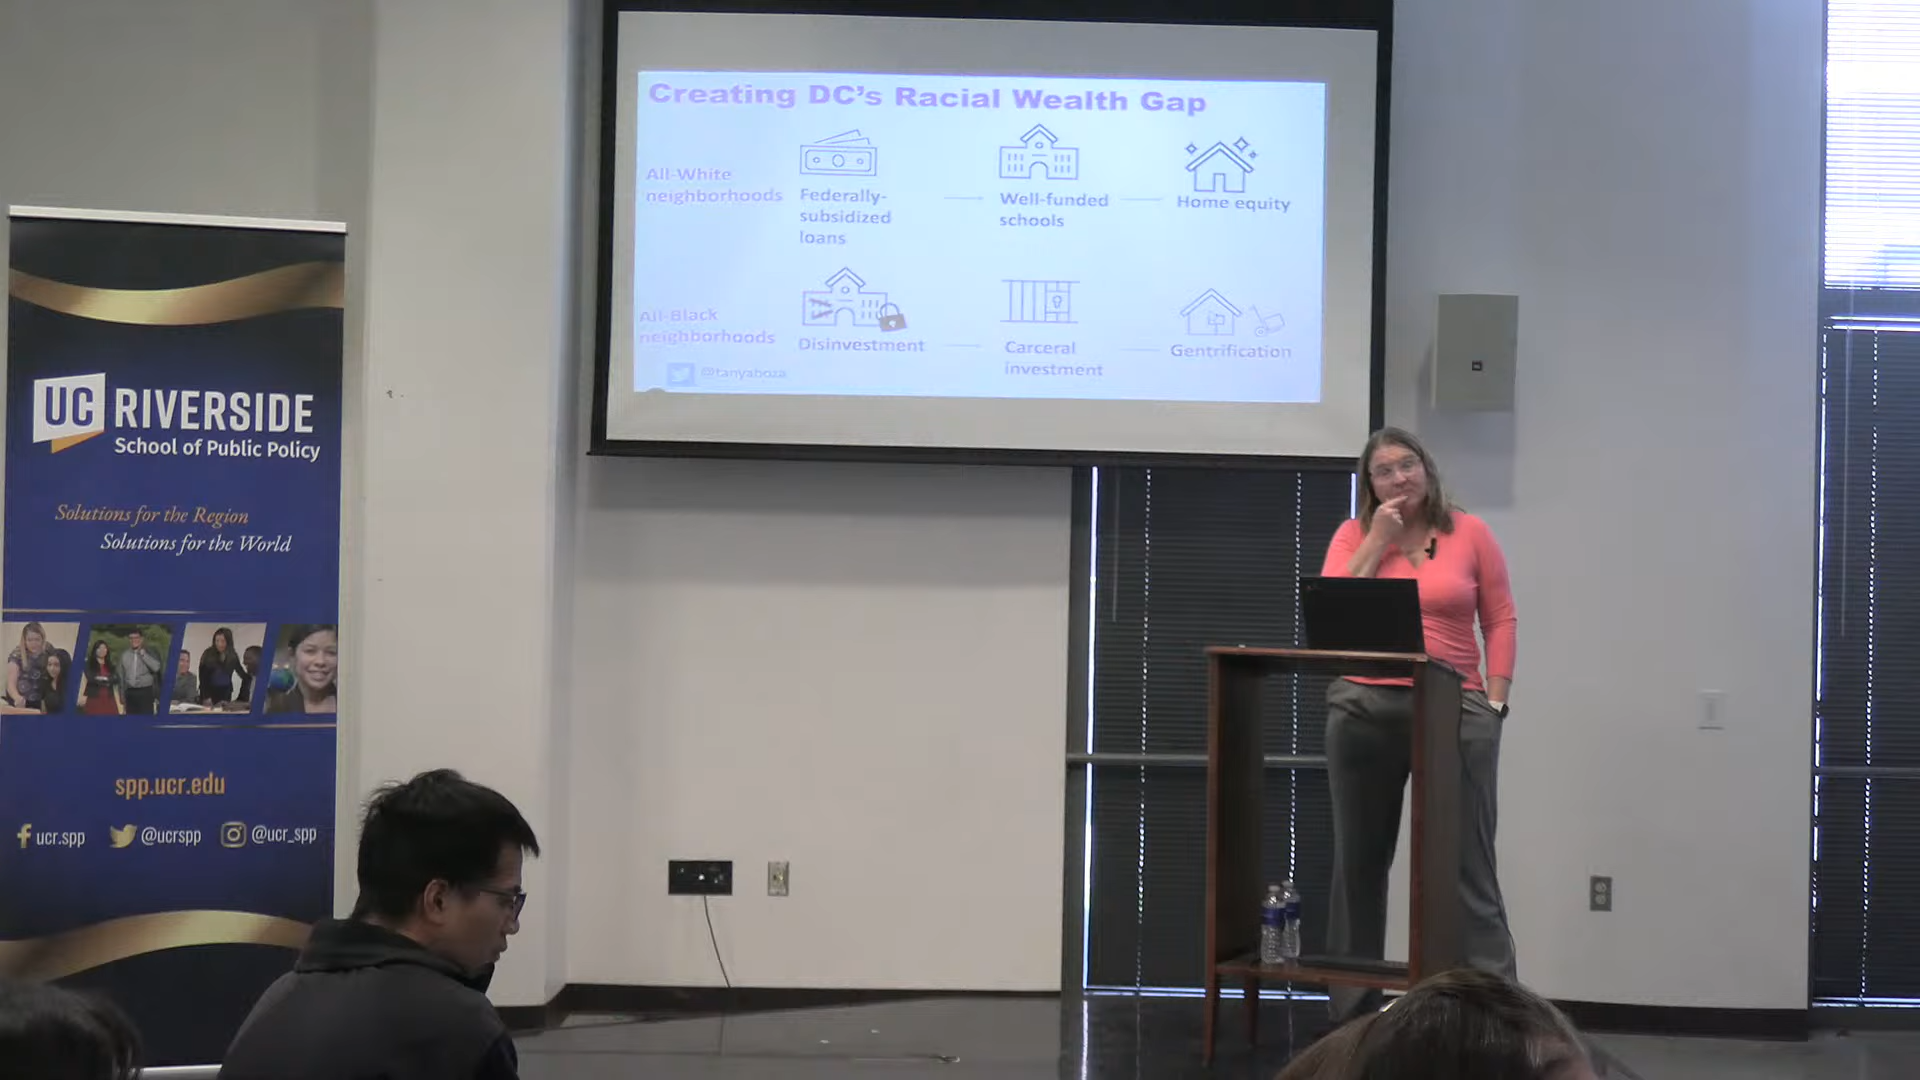 Creating DC's Racial Wealth Gap
All-White
neighborhoods
Federally-
subsidized
loans
Well-funded
schools
Home equity
All-Black
neighborhoods
Disinvestment
Carceral
investment
Gentrification
@tanyaboza
UC RIVERSIDE
School of Public Policy
Solutions for the Region
Solutions for the World
spp.ucr.edu
ucr.spp @ucrspp @ucr_spp